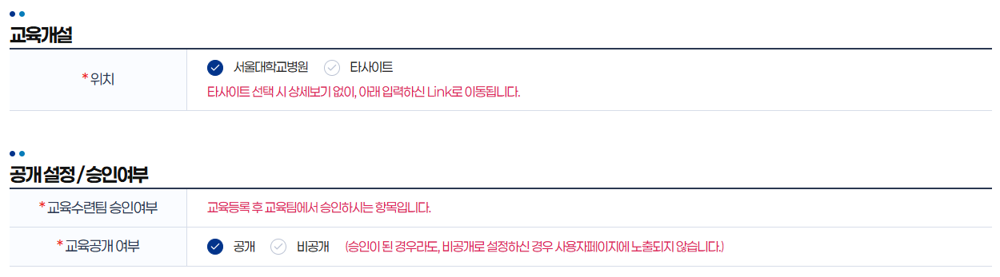 교육개설
* 위치
서울대학교병원 타사이트
타사이트 선택 시 상세보기 없이, 아래 입력하신 Link로 이동됩니다.
공개 설정 / 승인여부
* 교육수련팀 승인여부
교육등록 후 교육팀에서 승인하시는 항목입니다.
* 교육공개 여부
공개 비공개 (승인이 된 경우라도, 비공개로 설정하신 경우 사용자페이지에 노출되지 않습니다.)